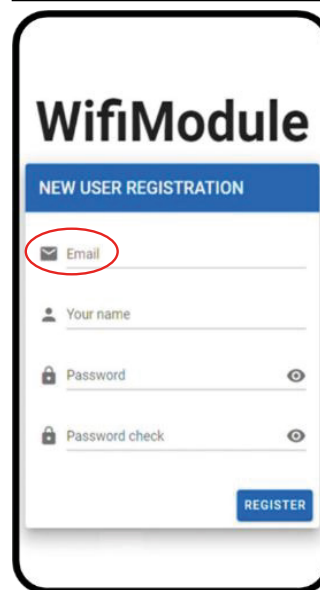 WifiModule
NEW USER REGISTRATION
Email
Your name
Password
Password check
REGISTER